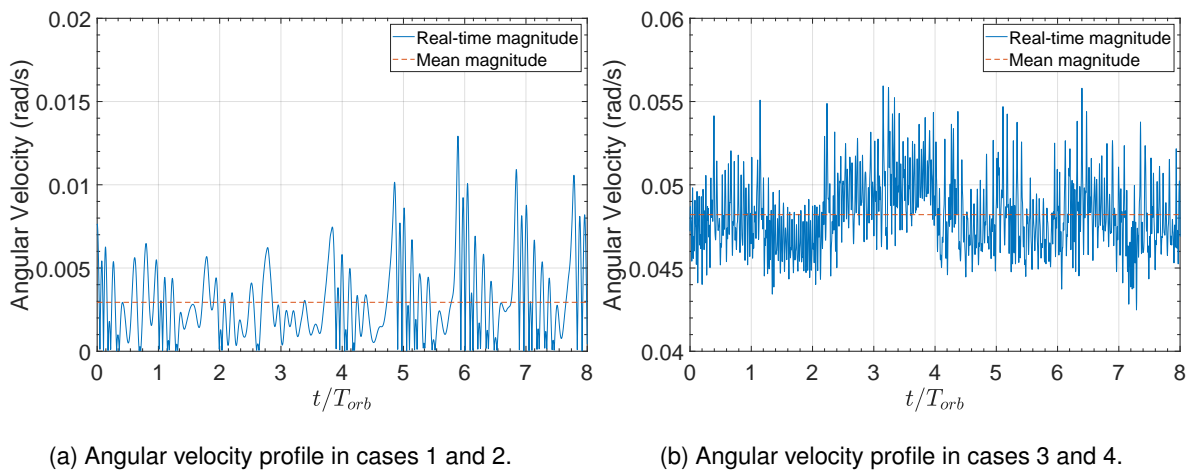 0.02
0.015
0.01
0.005
0
Angular Velocity (rad/s)
Real-time magnitude
Mean magnitude
0 1 2 3 4 5 6 7 8
t/T_orb
(a) Angular velocity profile in cases 1 and 2.
0.06
0.055
0.05
0.045
0.04
Angular Velocity (rad/s)
Real-time magnitude
Mean magnitude
0 1 2 3 4 5 6 7 8
t/T_orb
(b) Angular velocity profile in cases 3 and 4.